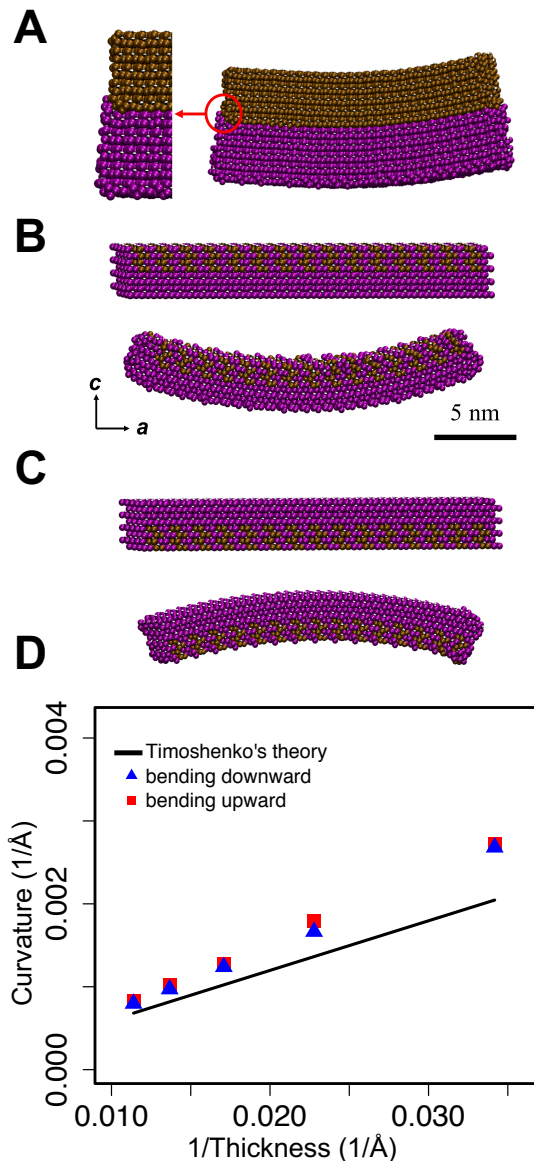 A
B
c
a
5 nm
C
D
Timoshenko's theory
bending downward
bending upward
Curvature (1/Å)
0.004
0.002
0.000
0.010
0.020
0.030
1/Thickness (1/Å)